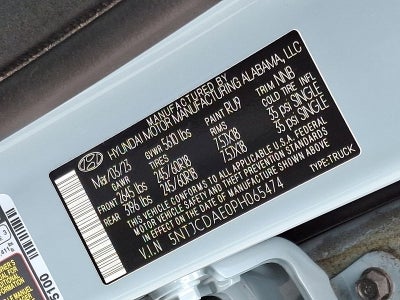 MANUFACTURED BY
HYUNDAI MOTOR MANUFACTURING ALABAMA, LLC
Mar/03/23 GVWR 5610 lbs PAINT RU9 TRIM NNB
GAWR TIRES RIMS COLD TIRE INFL
FRONT 2645 lbs 245/60R18 7.5JX18 35 PSI SINGLE
REAR 3196 lbs 245/60R18 7.5JX18 35 PSI SINGLE
THIS VEHICLE CONFORMS TO ALL APPLICABLE U.S.A. FEDERAL
MOTOR VEHICLE SAFETY AND THEFT PREVENTION STANDARDS
IN EFFECT ON THE DATE OF MANUFACTURE SHOWN ABOVE
V.I.N 5NTJCDAE0PH065474 TYPE:TRUCK
5100